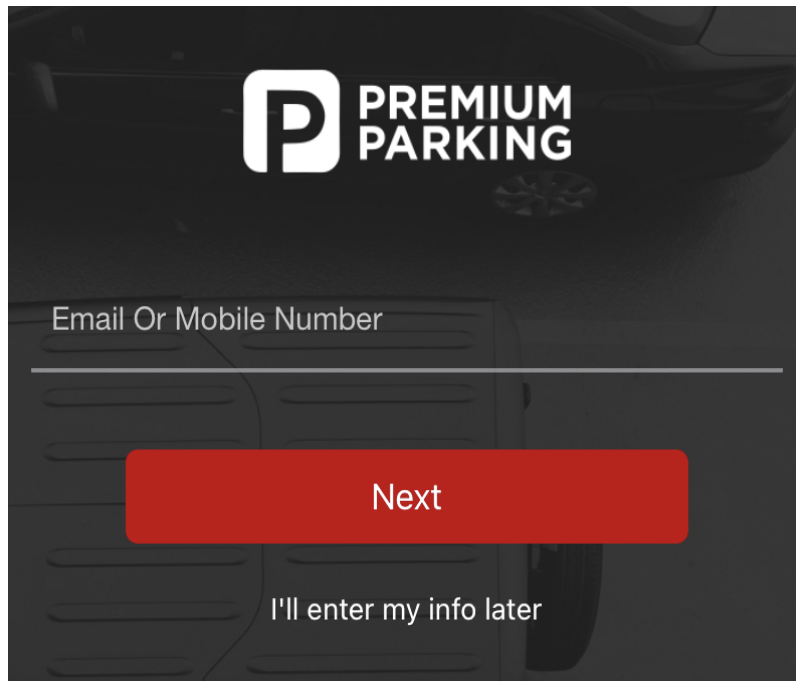 P PREMIUM
PARKING
Email Or Mobile Number
Next
I'll enter my info later